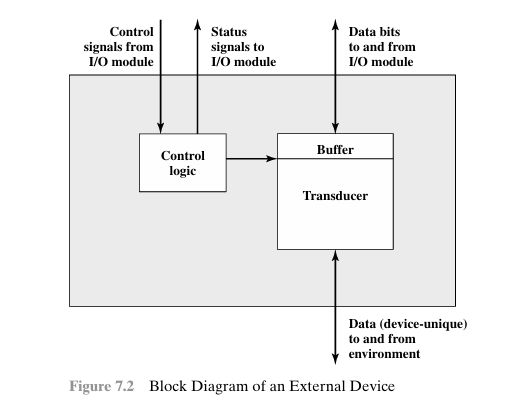 Control
signals from
I/O module
Status
signals to
I/O module
Data bits
to and from
I/O module
Control
logic
Buffer
Transducer
Data (device-unique)
to and from
environment
Figure 7.2 Block Diagram of an External Device